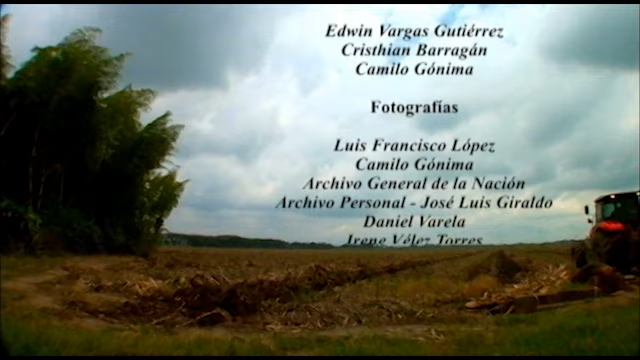 Edwin Vargas Gutiérrez
Cristhian Barragán
Camilo Gónima
Fotografías
Luis Francisco López
Camilo Gónima
Archivo General de la Nación
Archivo Personal - José Luis Giraldo
Daniel Varela
Irene Vélez Torres